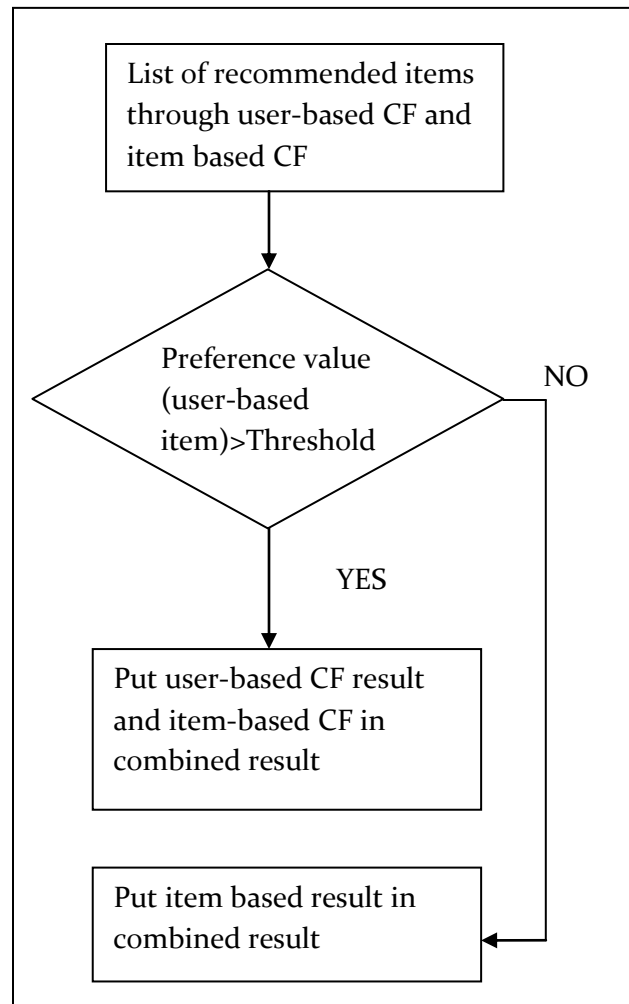 List of recommended items
through user-based CF and
item based CF
Preference value
(user-based
item)>Threshold
NO
YES
Put user-based CF result
and item-based CF in
combined result
Put item based result in
combined result